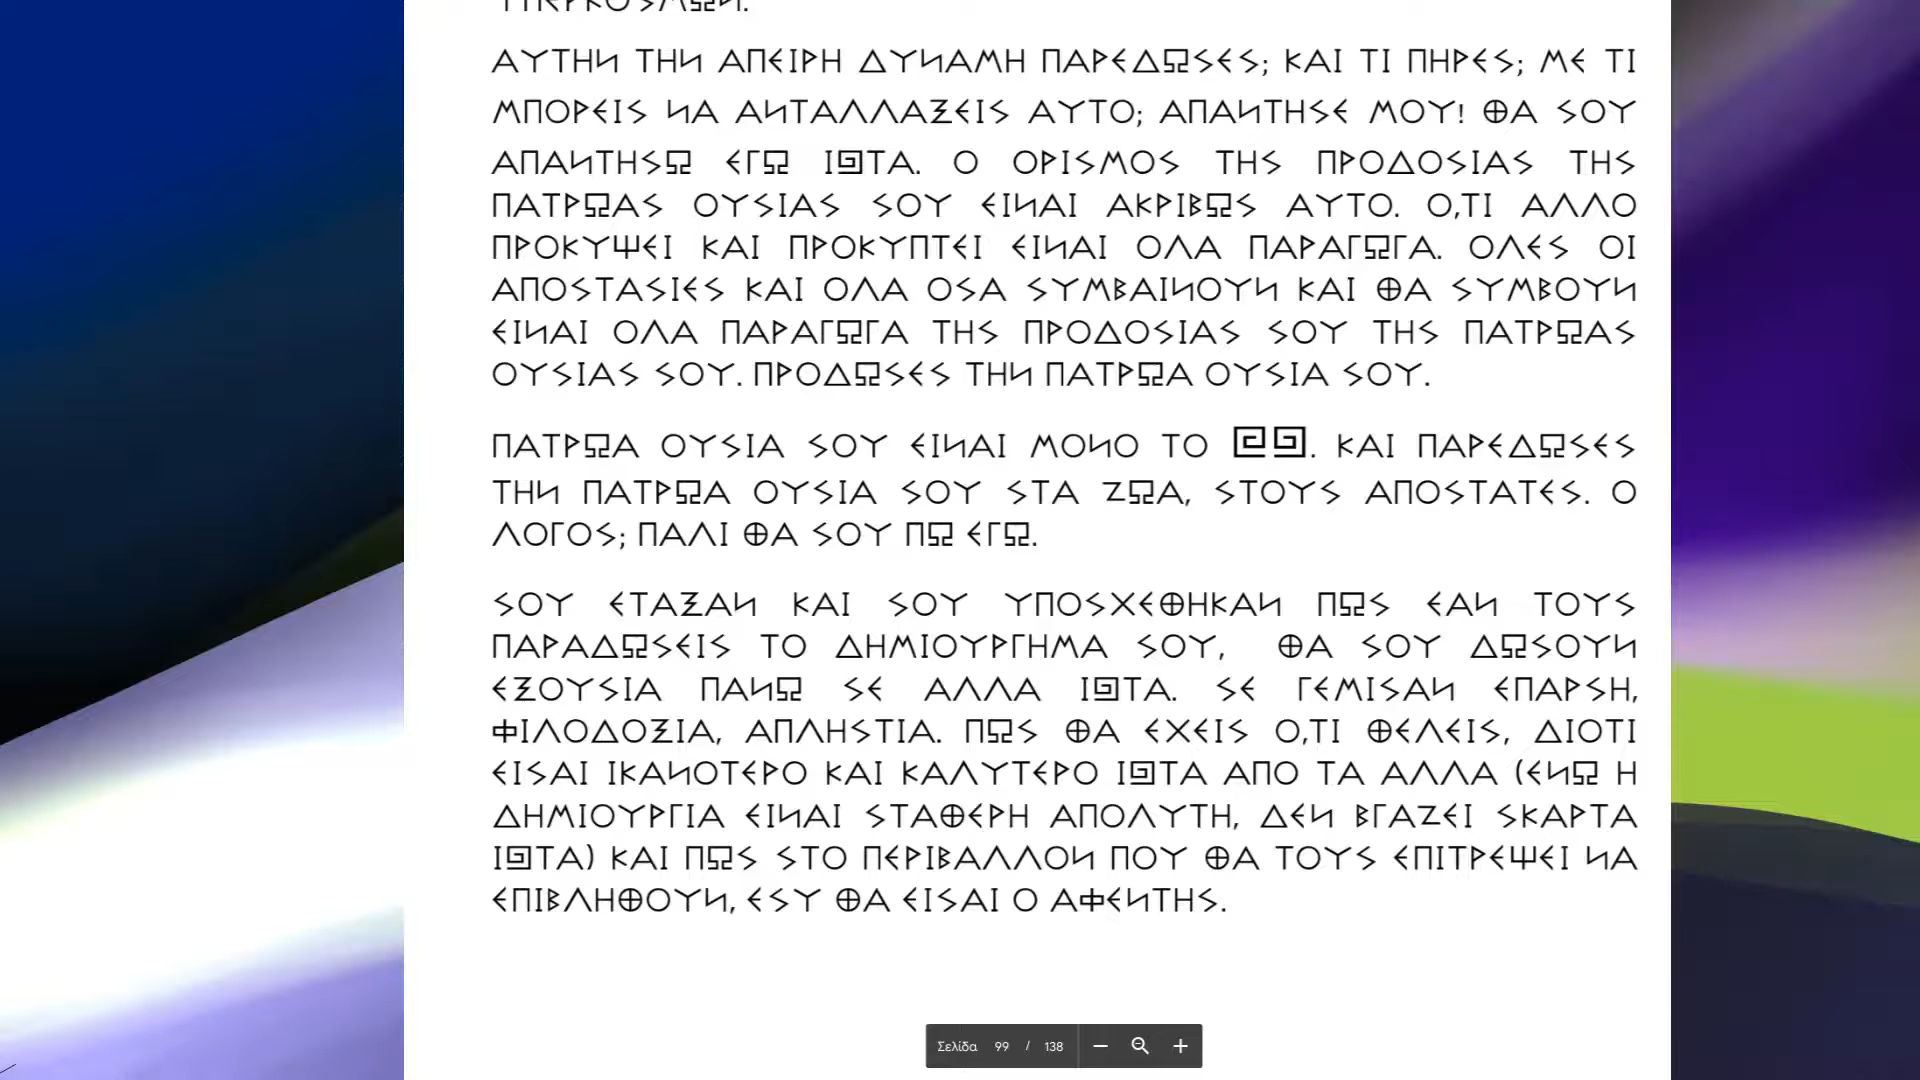 ΑΥΤΗΝ ΤΗΝ ΑΠΕΙΡΗ ΔΥΝΑΜΗ ΠΑΡΕΔΩΣΕΣ; ΚΑΙ ΤΙ ΠΗΡΕΣ; ΜΕ ΤΙ
ΜΠΟΡΕΙΣ ΝΑ ΑΝΤΑΛΛΑΞΕΙΣ ΑΥΤΟ; ΑΠΑΝΤΗΣΕ ΜΟΥ! ΘΑ ΣΟΥ
ΑΠΑΝΤΗΣΩ ΕΓΩ ΙΩΤΑ. Ο ΟΡΙΣΜΟΣ ΤΗΣ ΠΡΟΔΟΣΙΑΣ ΤΗΣ
ΠΑΤΡΩΑΣ ΟΥΣΙΑΣ ΣΟΥ ΕΙΝΑΙ ΑΚΡΙΒΩΣ ΑΥΤΟ. Ο,ΤΙ ΑΛΛΟ
ΠΡΟΚΥΨΕΙ ΚΑΙ ΠΡΟΚΥΠΤΕΙ ΕΙΝΑΙ ΟΛΑ ΠΑΡΑΓΩΓΑ. ΟΛΕΣ ΟΙ
ΑΠΟΣΤΑΣΙΕΣ ΚΑΙ ΟΛΑ ΟΣΑ ΣΥΜΒΑΙΝΟΥΝ ΚΑΙ ΘΑ ΣΥΜΒΟΥΝ
ΕΙΝΑΙ ΟΛΑ ΠΑΡΑΓΩΓΑ ΤΗΣ ΠΡΟΔΟΣΙΑΣ ΣΟΥ ΤΗΣ ΠΑΤΡΩΑΣ
ΟΥΣΙΑΣ ΣΟΥ. ΠΡΟΔΩΣΕΣ ΤΗΝ ΠΑΤΡΩΑ ΟΥΣΙΑ ΣΟΥ.
ΠΑΤΡΩΑ ΟΥΣΙΑ ΣΟΥ ΕΙΝΑΙ ΜΟΝΟ ΤΟ . ΚΑΙ ΠΑΡΕΔΩΣΕΣ
ΤΗΝ ΠΑΤΡΩΑ ΟΥΣΙΑ ΣΟΥ ΣΤΑ ΖΩΑ, ΣΤΟΥΣ ΑΠΟΣΤΑΤΕΣ. Ο
ΛΟΓΟΣ; ΠΑΛΙ ΘΑ ΣΟΥ ΠΩ ΕΓΩ.
ΣΟΥ ΕΤΑΞΑΝ ΚΑΙ ΣΟΥ ΥΠΟΣΧΕΘΗΚΑΝ ΠΩΣ ΕΑΝ ΤΟΥΣ
ΠΑΡΑΔΩΣΕΙΣ ΤΟ ΔΗΜΙΟΥΡΓΗΜΑ ΣΟΥ, ΘΑ ΣΟΥ ΔΩΣΟΥΝ
ΕΞΟΥΣΙΑ ΠΑΝΩ ΣΕ ΑΛΛΑ ΙΩΤΑ. ΣΕ ΓΕΜΙΣΑΝ ΕΠΑΡΣΗ,
ΦΙΛΟΔΟΞΙΑ, ΑΠΛΗΣΤΙΑ. ΠΩΣ ΘΑ ΕΧΕΙΣ Ο,ΤΙ ΘΕΛΕΙΣ, ΔΙΟΤΙ
ΕΙΣΑΙ ΙΚΑΝΟΤΕΡΟ ΚΑΙ ΚΑΛΥΤΕΡΟ ΙΩΤΑ ΑΠΟ ΤΑ ΑΛΛΑ (ΕΝΩ Η
ΔΗΜΙΟΥΡΓΙΑ ΕΙΝΑΙ ΣΤΑΘΕΡΗ ΑΠΟΛΥΤΗ, ΔΕΝ ΒΓΑΖΕΙ ΣΚΑΡΤΑ
ΙΩΤΑ) ΚΑΙ ΠΩΣ ΣΤΟ ΠΕΡΙΒΑΛΛΟΝ ΠΟΥ ΘΑ ΤΟΥΣ ΕΠΙΤΡΕΨΕΙ ΝΑ
ΕΠΙΒΛΗΘΟΥΝ, ΕΣΥ ΘΑ ΕΙΣΑΙ Ο ΑΦΕΝΤΗΣ.
Σελίδα 99 / 138